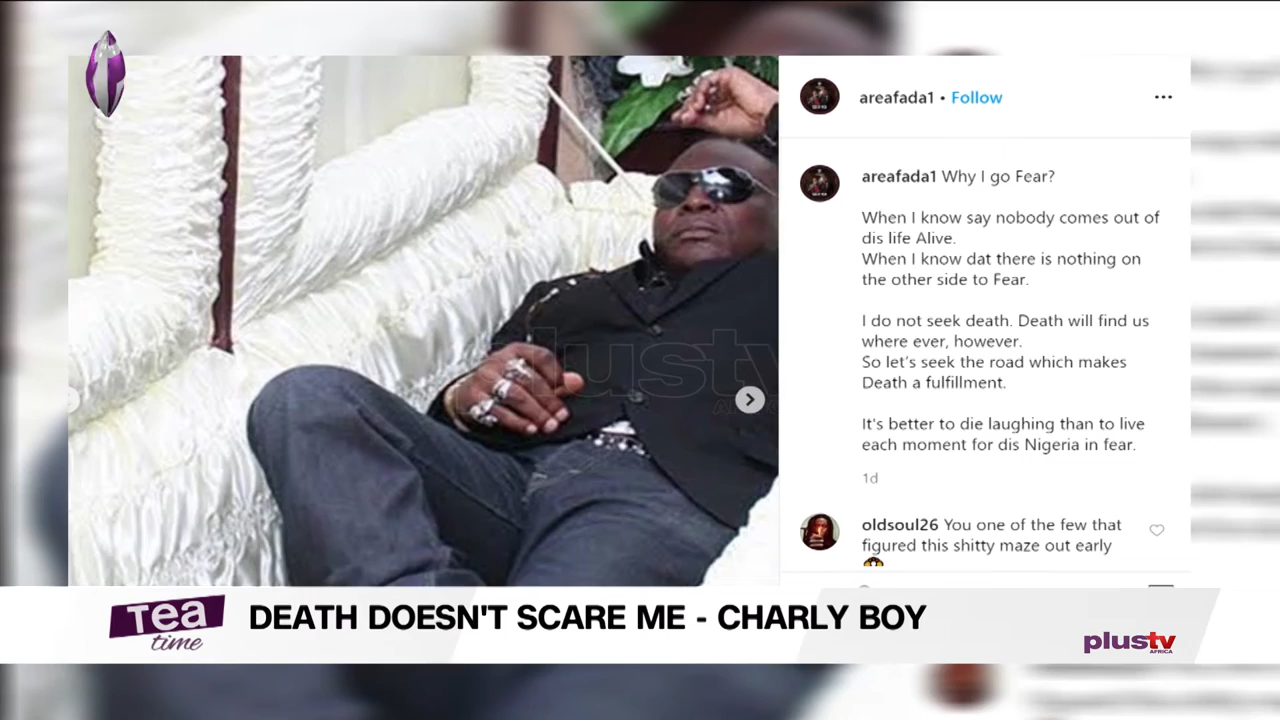 areafada1 • Follow
areafada1 Why I go Fear?
When I know say nobody comes out of
dis life Alive.
When I know dat there is nothing on
the other side to Fear.
I do not seek death. Death will find us
where ever, however.
So let's seek the road which makes
Death a fulfillment.
It's better to die laughing than to live
each moment for dis Nigeria in fear.
1d
oldsoul26 You one of the few that
figured this shitty maze out early
plustv
Tea
time
DEATH DOESN'T SCARE ME - CHARLY BOY
plustv
AFRICA